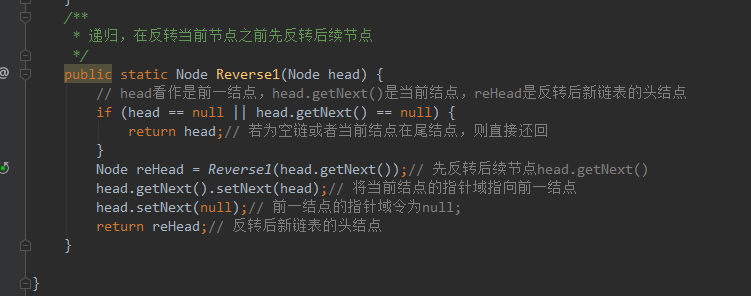 }
/**
 * 递归，在反转当前节点之前先反转后续节点
 */
public static Node Reverse1(Node head) {
// head看作是前一结点，head.getNext()是当前结点，reHead是反转后新链表的头结点
if (head == null || head.getNext() == null) {
return head;// 若为空链或者当前结点在尾结点，则直接还回
}
Node reHead = Reverse1(head.getNext());// 先反转后续节点head.getNext()
head.getNext().setNext(head);// 将当前结点的指针域指向前一结点
head.setNext(null);// 前一结点的指针域令为null;
return reHead;// 反转后新链表的头结点
}
}